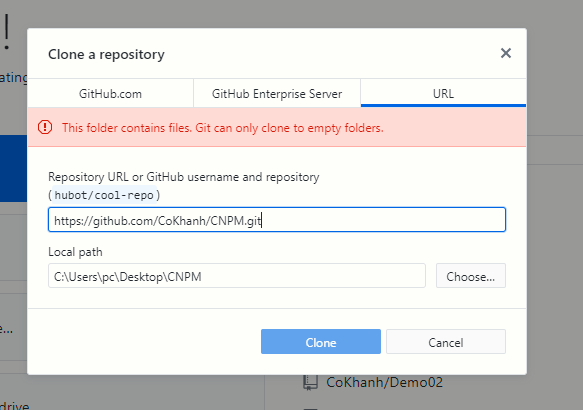 !
ating
Clone a repository
GitHub.com
GitHub Enterprise Server
URL
This folder contains files. Git can only clone to empty folders.
Repository URL or GitHub username and repository
(hubot/cool-repo)
https://github.com/CoKhanh/CNPM.git
Local path
C:\Users\pc\Desktop\CNPM
Choose...
e...
Clone
Cancel
CoKhanh/Demo02
drive